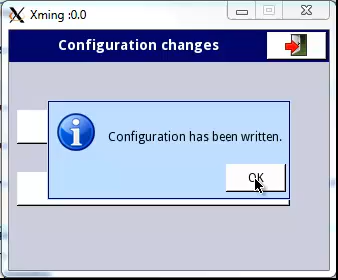 Xming :0.0
Configuration changes
Configuration has been written.
OK